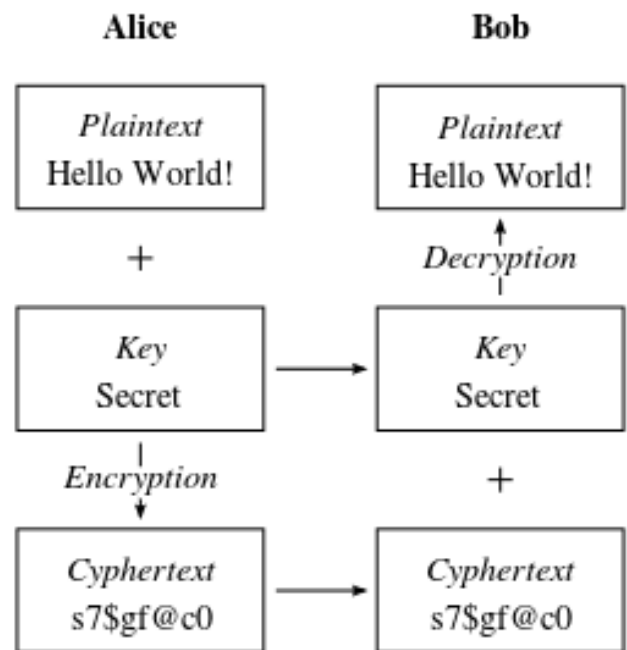 Alice
Bob
Plaintext
Hello World!
Plaintext
Hello World!
+
Decryption
Key
Secret
Key
Secret
Encryption
+
Cyphertext
s7$gf@c0
Cyphertext
s7$gf@c0